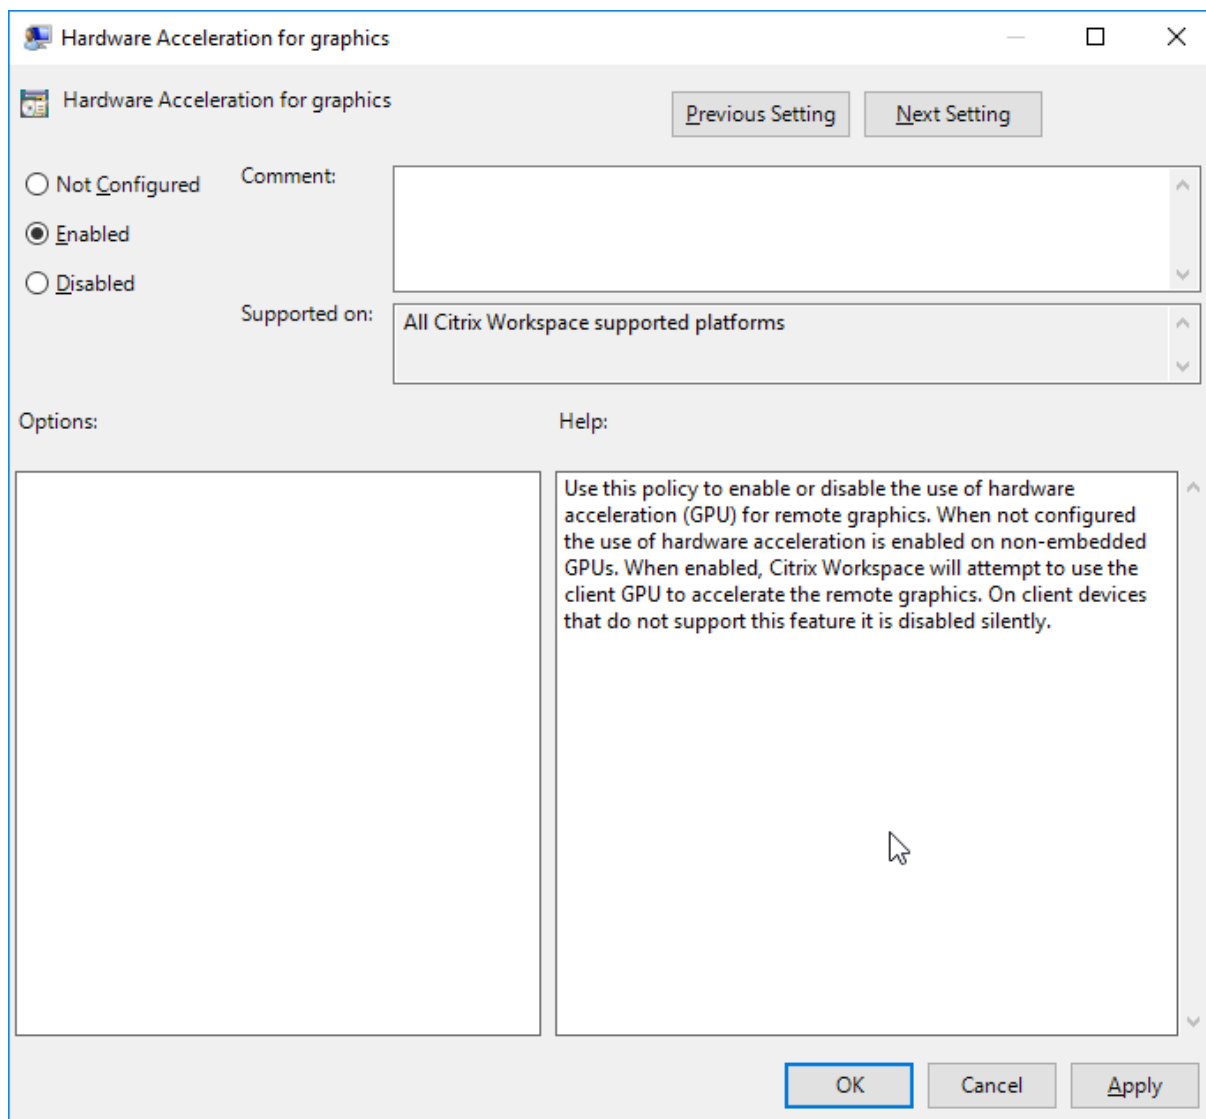 Hardware Acceleration for graphics
Hardware Acceleration for graphics
Previous Setting
Next Setting
Not Configured
Enabled
Disabled
Comment:
Supported on:
All Citrix Workspace supported platforms
Options:
Help:
Use this policy to enable or disable the use of hardware
acceleration (GPU) for remote graphics. When not configured
the use of hardware acceleration is enabled on non-embedded
GPUs. When enabled, Citrix Workspace will attempt to use the
client GPU to accelerate the remote graphics. On client devices
that do not support this feature it is disabled silently.
OK
Cancel
Apply